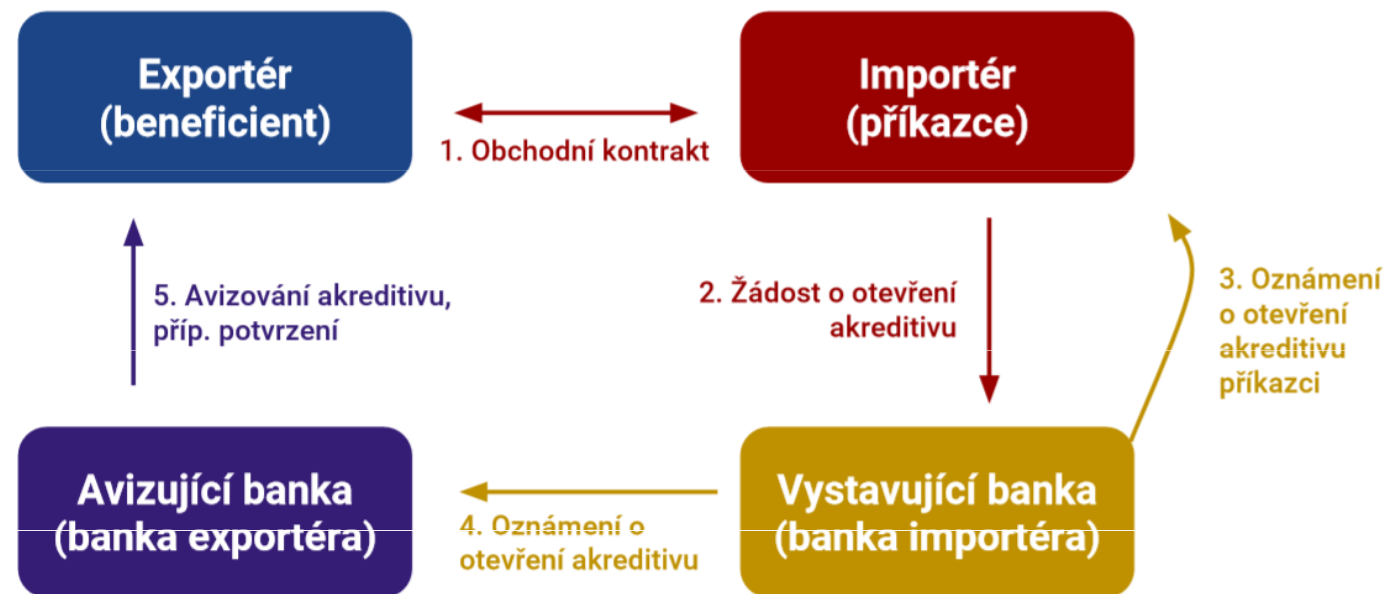 Exportér
(beneficient)
Importér
(příkazce)
1. Obchodní kontrakt
5. Avizování akreditivu,
příp. potvrzení
2. Žádost o otevření
akreditivu
3. Oznámení
o otevření
akreditivu
příkazci
Avizující banka
(banka exportéra)
4. Oznámení o
otevření akreditivu
Vystavující banka
(banka importéra)